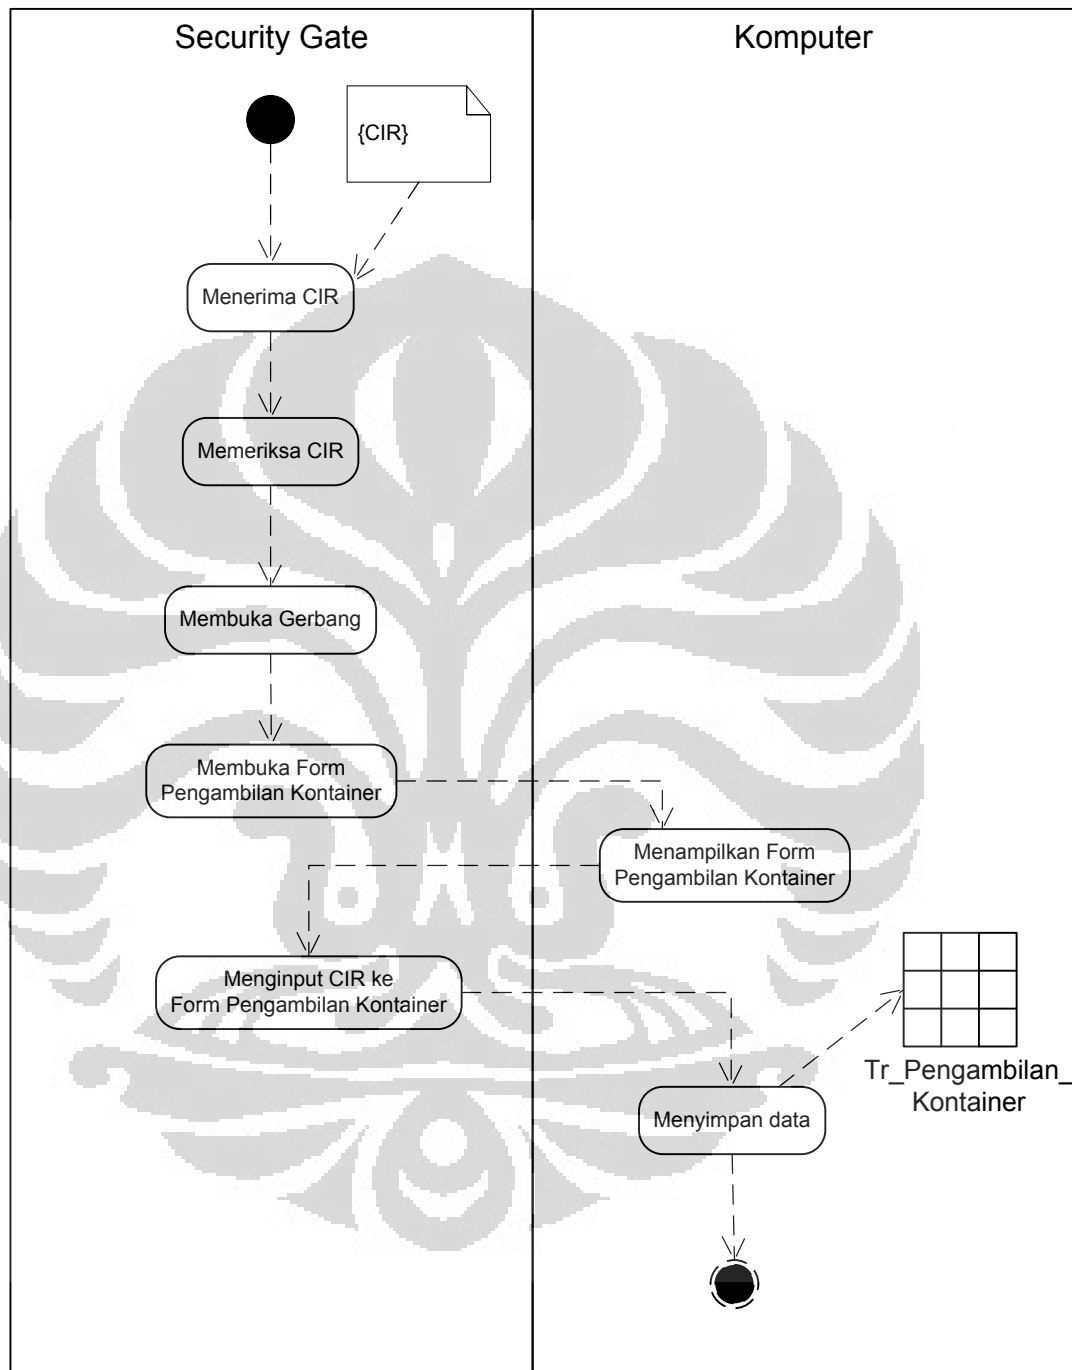 Security Gate
Komputer
{CIR}
Menerima CIR
Memeriksa CIR
Membuka Gerbang
Membuka Form
Pengambilan Kontainer
Menampilkan Form
Pengambilan Kontainer
Menginput CIR ke
Form Pengambilan Kontainer
Tr_Pengambilan_
Kontainer
Menyimpan data